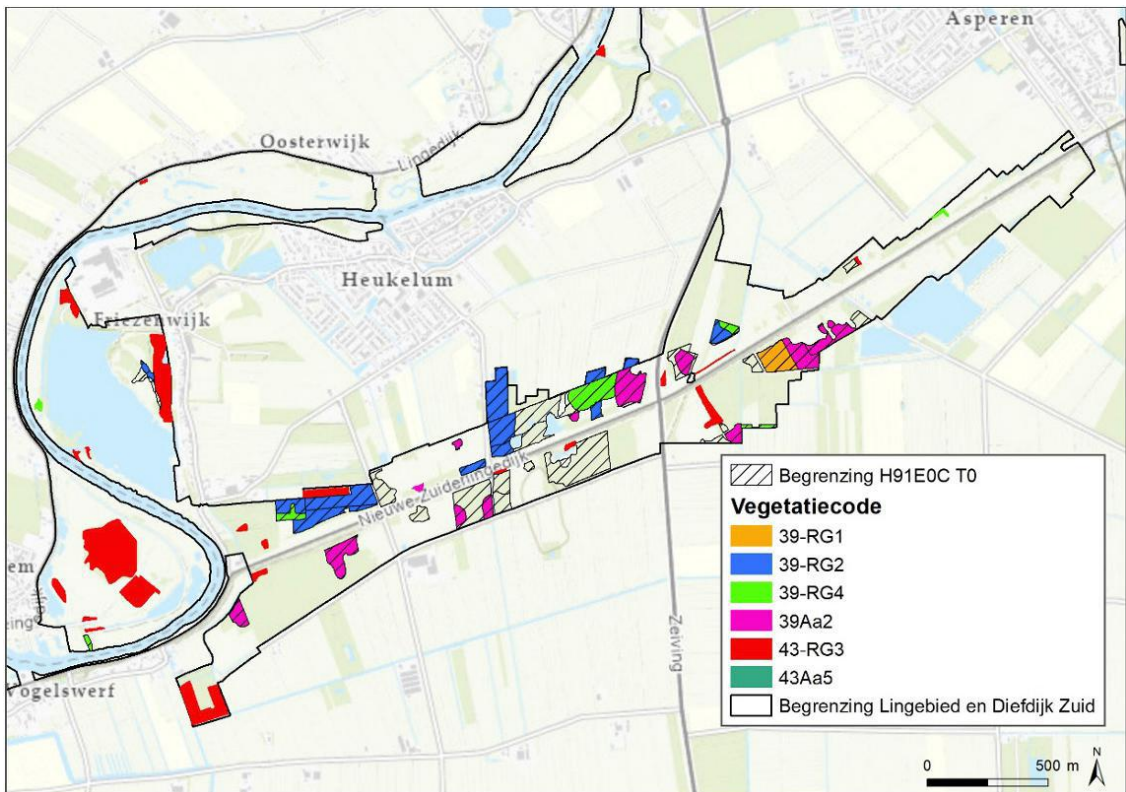 Asperen
Oosterwijk
Lingedijk
Heukelum
Friezenwijk
Nieuwe-Zuiderlingedijk
Zeiving
em
Vogelswerf
Begrenzing H91E0C T0
Vegetatiecode
39-RG1
39-RG2
39-RG4
39Aa2
43-RG3
43Aa5
Begrenzing Lingebied en Diefdijk Zuid
N
0 500 m